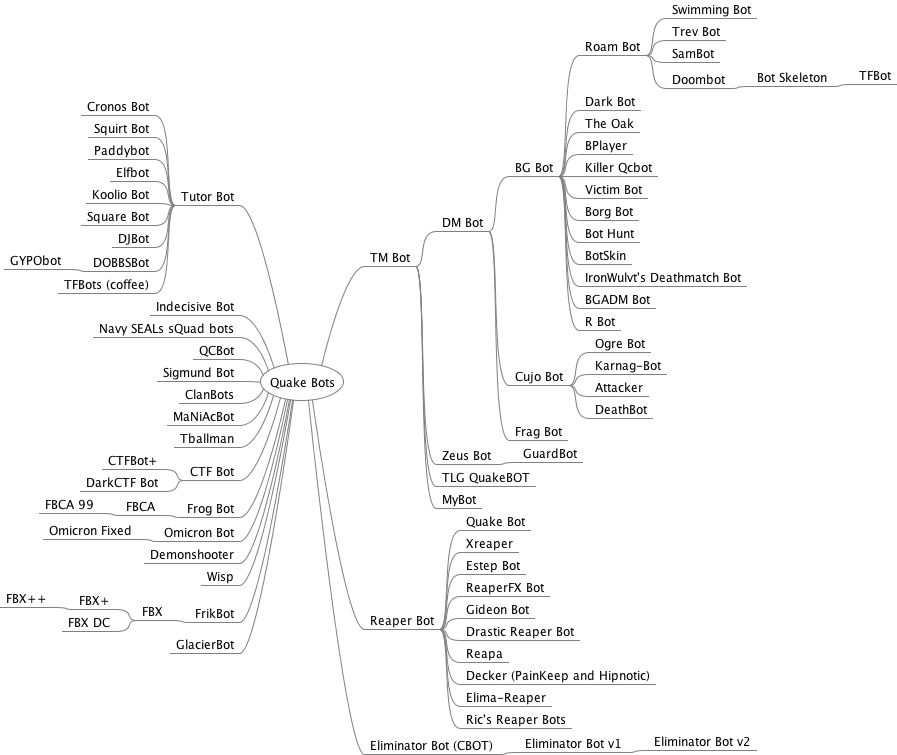 Quake Bots
Tutor Bot
Cronos Bot
Squirt Bot
Paddybot
Elfbot
Koolio Bot
Square Bot
DJBot
DOBBSBot
GYPObot
TFBots (coffee)
Indecisive Bot
Navy SEALs sQuad bots
QCBot
Sigmund Bot
ClanBots
MaNiAcBot
Tballman
CTF Bot
CTFBot+
DarkCTF Bot
Frog Bot
FBCA
FBCA 99
Omicron Bot
Omicron Fixed
Demonshooter
Wisp
FrikBot
FBX
FBX+
FBX++
FBX DC
GlacierBot
TM Bot
DM Bot
BG Bot
Roam Bot
Swimming Bot
Trev Bot
SamBot
Doombot
Bot Skeleton
TFBot
Dark Bot
The Oak
BPlayer
Killer Qcbot
Victim Bot
Borg Bot
Bot Hunt
BotSkin
IronWulvt's Deathmatch Bot
BGADM Bot
R Bot
Cujo Bot
Ogre Bot
Karnag-Bot
Attacker
DeathBot
Frag Bot
Zeus Bot
GuardBot
TLG QuakeBOT
MyBot
Reaper Bot
Quake Bot
Xreaper
Estep Bot
ReaperFX Bot
Gideon Bot
Drastic Reaper Bot
Reapa
Decker (PainKeep and Hipnotic)
Elima-Reaper
Ric's Reaper Bots
Eliminator Bot (CBOT)
Eliminator Bot v1
Eliminator Bot v2